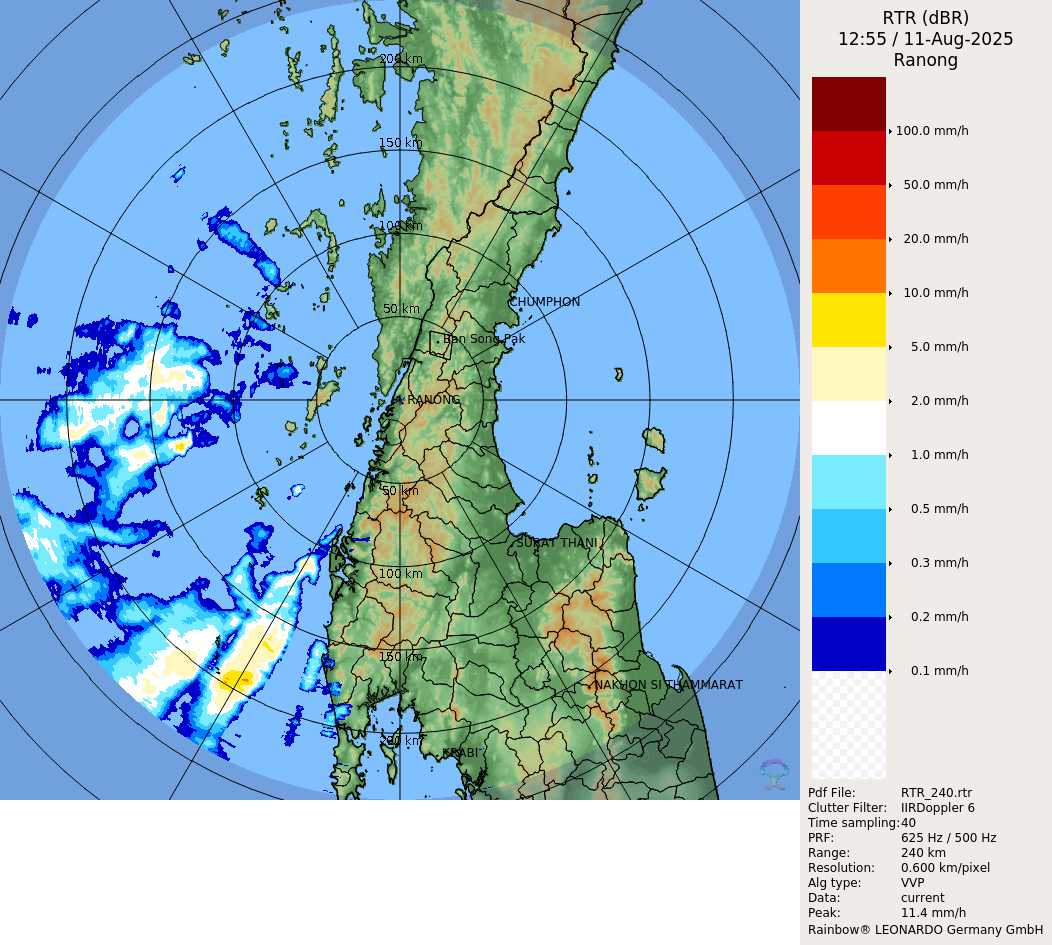 RTR (dBR)
12:55 / 11-Aug-2025
Ranong
200 km
150 km
100 km
50 km
CHUMPHON
Ban Song Pak
RANONG
50 km
SURAT THANI
100 km
150 km
NAKHON SI THAMMARAT
200 km
KRABI
100.0 mm/h
50.0 mm/h
20.0 mm/h
10.0 mm/h
5.0 mm/h
2.0 mm/h
1.0 mm/h
0.5 mm/h
0.3 mm/h
0.2 mm/h
0.1 mm/h
Pdf File: RTR_240.rtr
Clutter Filter: IIRDoppler 6
Time sampling: 40
PRF: 625 Hz / 500 Hz
Range: 240 km
Resolution: 0.600 km/pixel
Alg type: VVP
Data: current
Peak: 11.4 mm/h
Rainbow® LEONARDO Germany GmbH